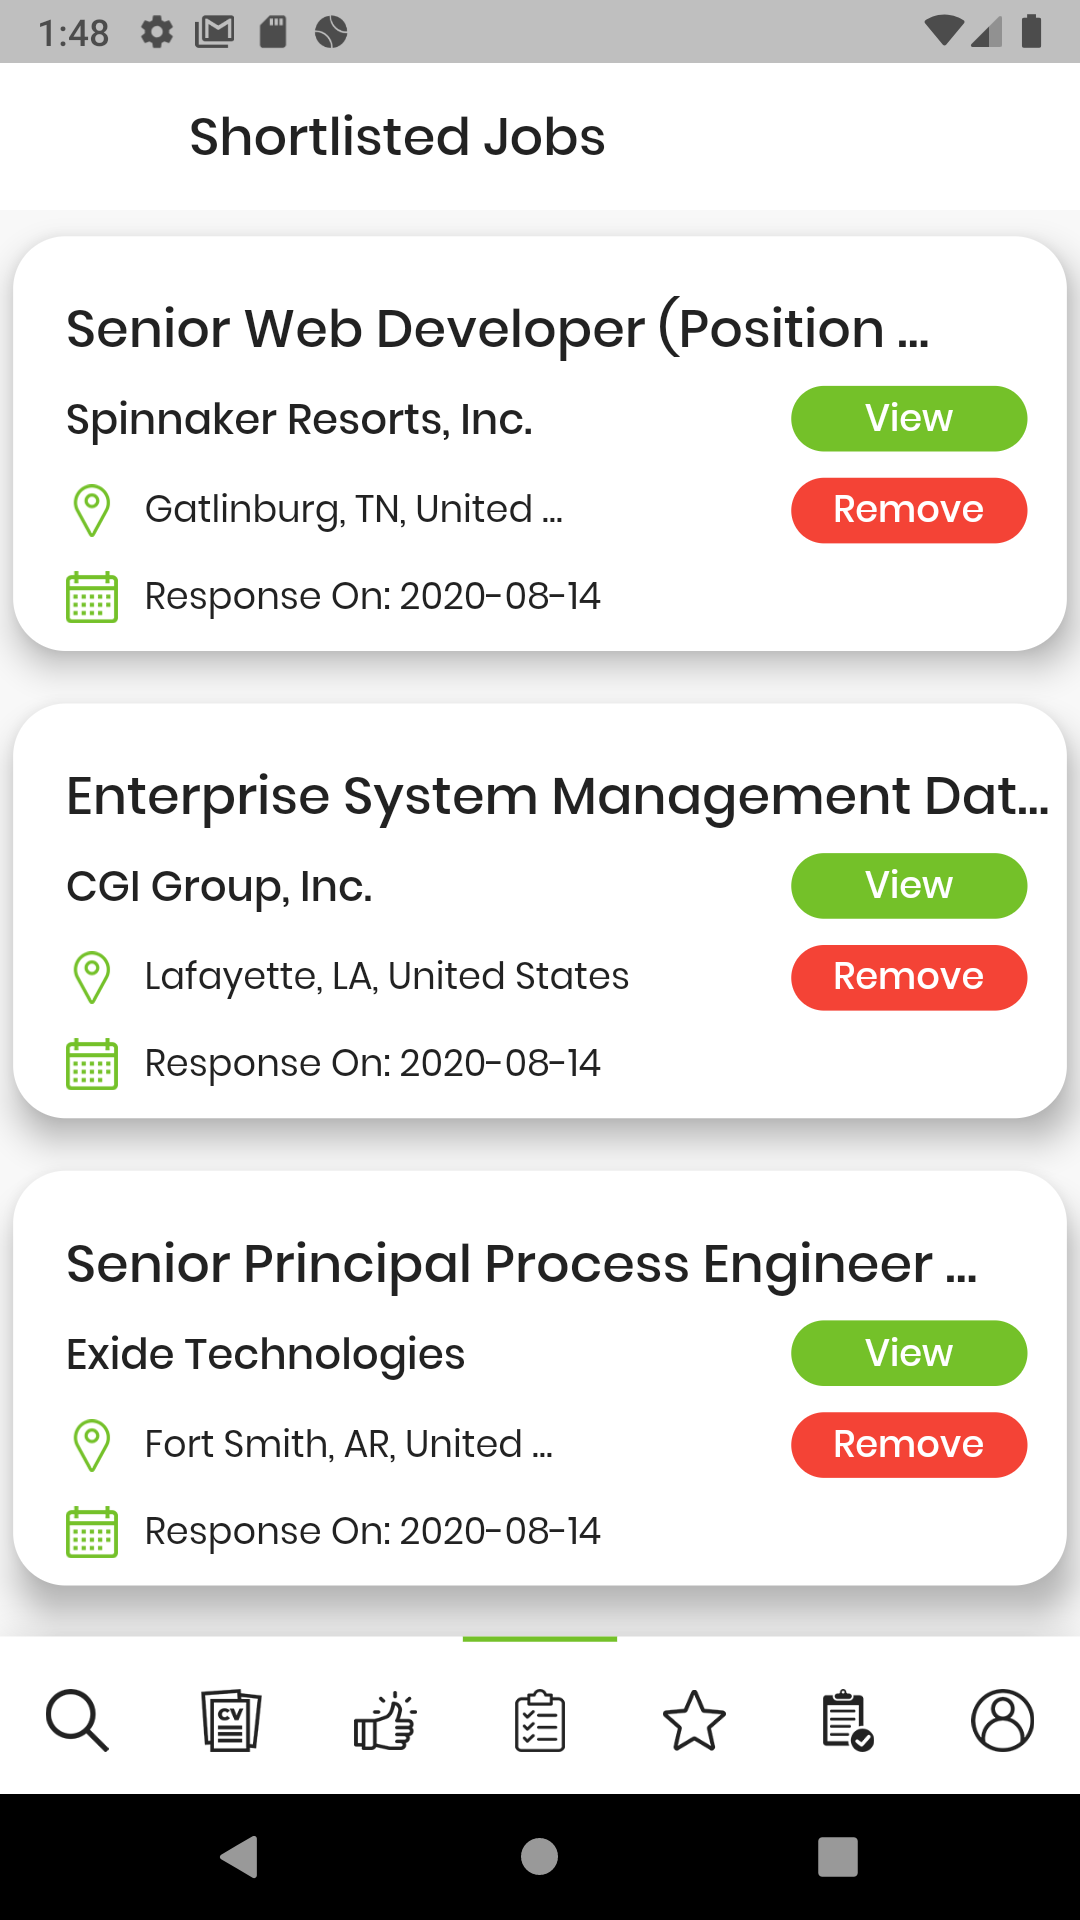 1:48
Shortlisted Jobs
Senior Web Developer (Position ...
Spinnaker Resorts, Inc.
View
Gatlinburg, TN, United ...
Remove
Response On: 2020-08-14
Enterprise System Management Dat...
CGI Group, Inc.
View
Lafayette, LA, United States
Remove
Response On: 2020-08-14
Senior Principal Process Engineer ...
Exide Technologies
View
Fort Smith, AR, United ...
Remove
Response On: 2020-08-14
CV